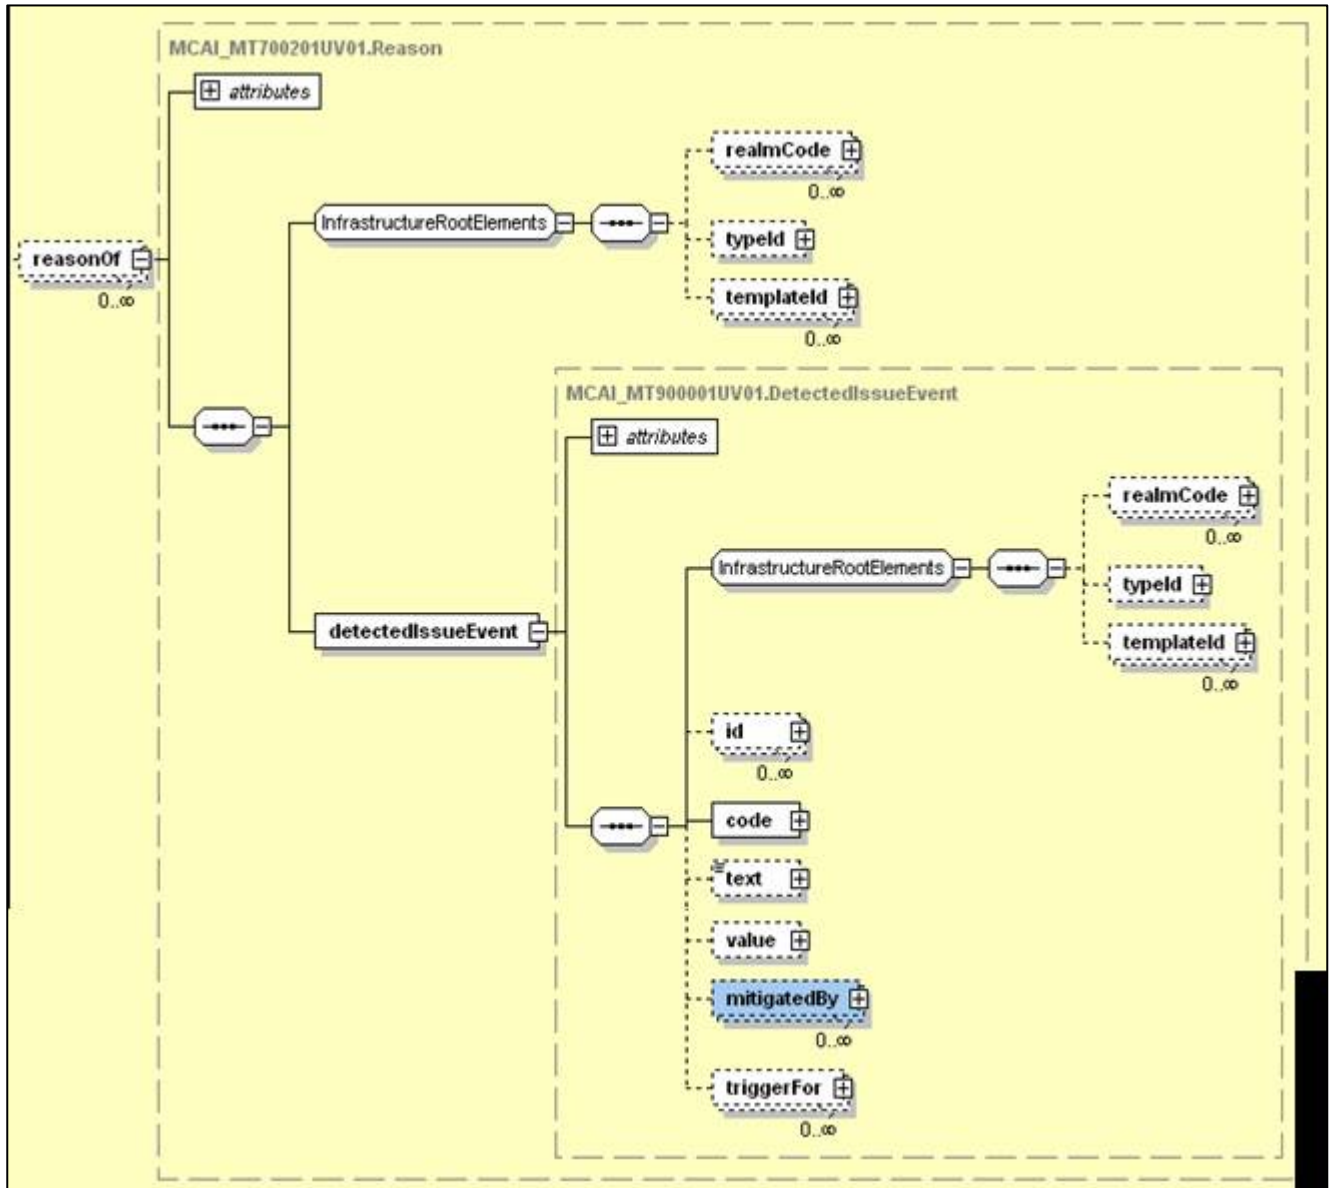 MCAI_MT700201UV01.Reason
attributes
realmCode
0..∞
InfrastructureRootElements
typeId
templateId
0..∞
reasonOf
0..∞
MCAI_MT900001UV01.DetectedIssueEvent
attributes
realmCode
0..∞
InfrastructureRootElements
typeId
templateId
0..∞
detectedIssueEvent
id
0..∞
code
text
value
mitigatedBy
0..∞
triggerFor
0..∞